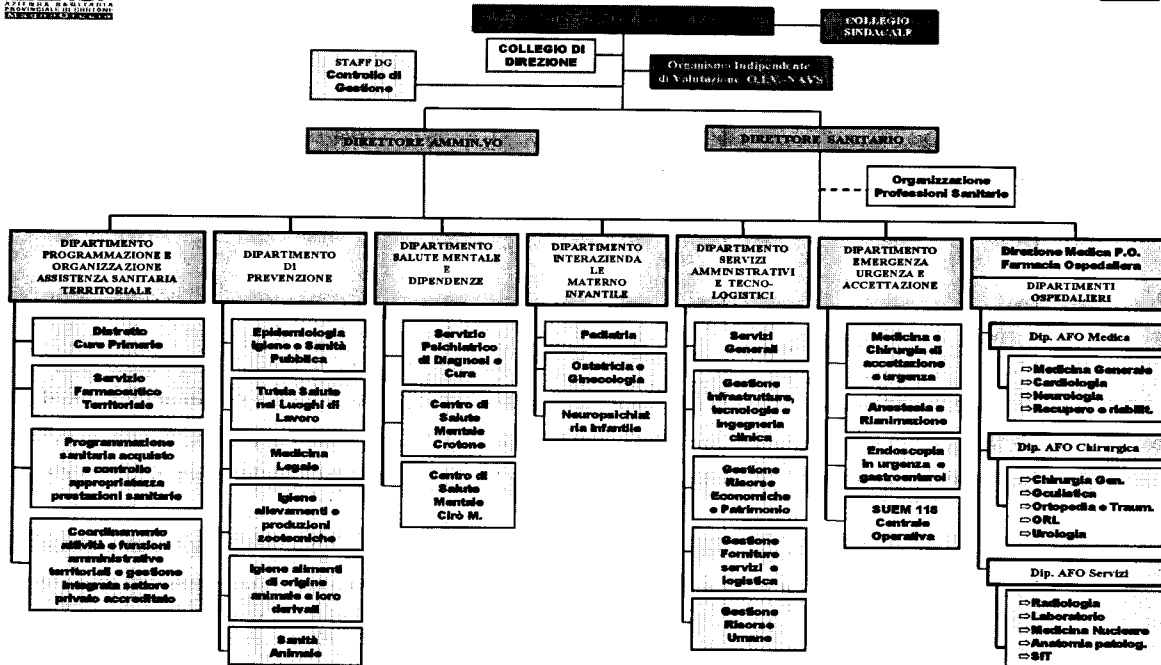 AZIENDA SANITARIA
PROVINCIALE DI CROTONE
COLLEGIO
SINDACALE
COLLEGIO DI
DIREZIONE
STAFF DG
Controllo di
Gestione
Organismo Indipendente
di Valutazione O.I.V.-NAVS
DIRETTORE AMMIN.VO
DIRETTORE SANITARIO
Organizzazione
Professioni Sanitarie
DIPARTIMENTO
PROGRAMMAZIONE E
ORGANIZZAZIONE
ASSISTENZA SANITARIA
TERRITORIALE
Distretto
Cure Primarie
Servizio
Farmaceutico
Territoriale
Programmazione
sanitaria acquisto
e controllo
appropriatezza
prestazioni sanitarie
Coordinamento
attività e funzioni
amministrative
territoriali e gestione
integrata settore
privato accreditato
DIPARTIMENTO
DI
PREVENZIONE
Epidemiologia
Igiene e Sanità
Pubblica
Tutela Salute
nei Luoghi di
Lavoro
Medicina
Legale
Igiene
allevamenti e
produzioni
zootecniche
Igiene alimenti
di origine
animale e loro
derivati
Sanità
Animale
DIPARTIMENTO
SALUTE MENTALE
E
DIPENDENZE
Servizio
Psichiatrico
di Diagnosi e
Cura
Centro di
Salute
Mentale
Crotone
Centro di
Salute
Mentale
Cirò M.
DIPARTIMENTO
INTERAZIENDA
LE
MATERNO
INFANTILE
Pediatria
Ostetricia e
Ginecologia
Neuropsichiat
ria Infantile
DIPARTIMENTO
SERVIZI
AMMINISTRATIVI
E TECNO-
LOGISTICI
Servizi
Generali
Gestione
Infrastrutture,
tecnologia e
ingegneria
clinica
Gestione
Risorse
Economiche
e Patrimonio
Gestione
Forniture
servizi e
logistica
Gestione
Risorse
Umane
DIPARTIMENTO
EMERGENZA
URGENZA E
ACCETTAZIONE
Medicina e
Chirurgia di
accettazione
e urgenza
Anestesia e
Rianimazione
Endoscopia
in urgenza e
gastroenterol
SUEM 118
Centrale
Operativa
Direzione Medica P.O.
Farmacia Ospedaliera
DIPARTIMENTI
OSPEDALIERI
Dip. AFO Medica
⇨Medicina Generale
⇨Cardiologia
⇨Neurologia
⇨Recupero e riabilit.
Dip. AFO Chirurgica
⇨Chirurgia Gen.
⇨Oculistica
⇨Ortopedia e Traum.
⇨ORL
⇨Urologia
Dip. AFO Servizi
⇨Radiologia
⇨Laboratorio
⇨Medicina Nucleare
⇨Anatomia patolog.
⇨SIT